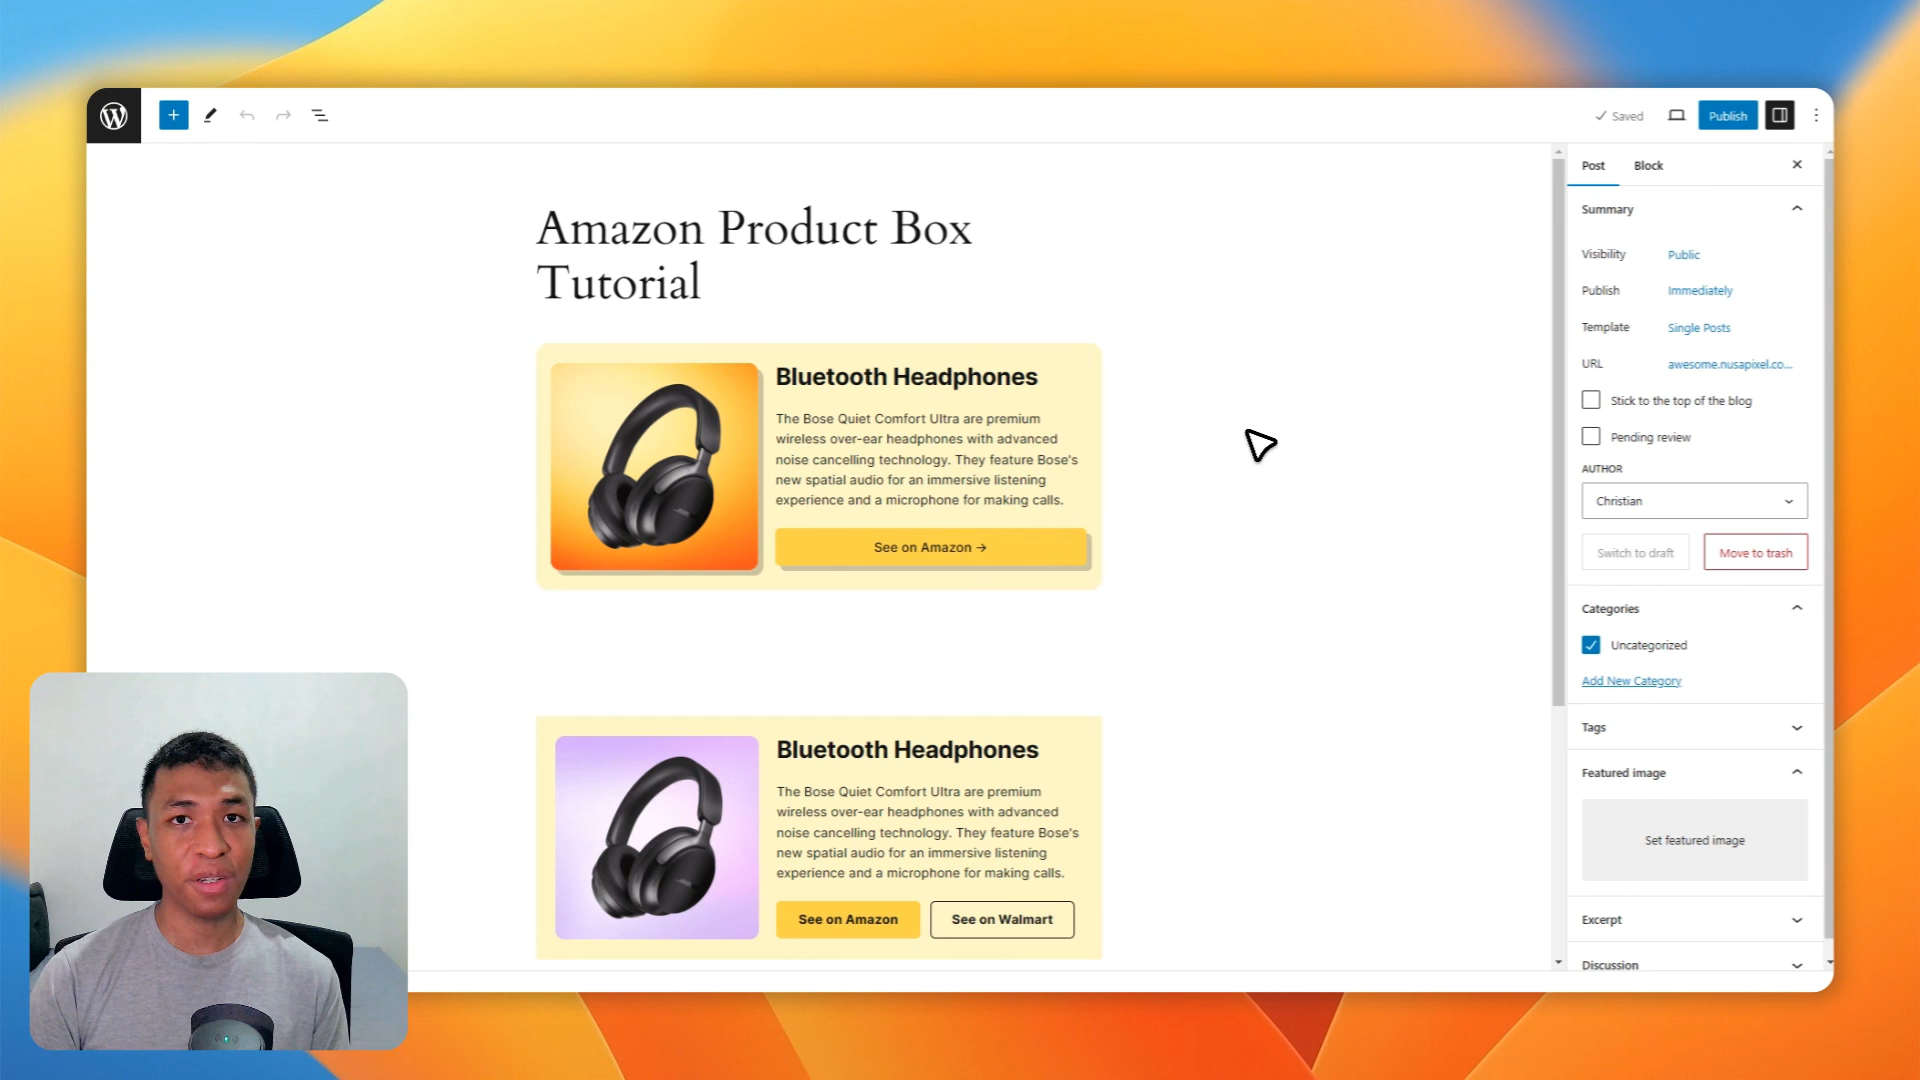 Saved
Publish
Post
Block
Amazon Product Box
Tutorial
Bluetooth Headphones
The Bose Quiet Comfort Ultra are premium
wireless over-ear headphones with advanced
noise cancelling technology. They feature Bose's
new spatial audio for an immersive listening
experience and a microphone for making calls.
See on Amazon →
Bluetooth Headphones
The Bose Quiet Comfort Ultra are premium
wireless over-ear headphones with advanced
noise cancelling technology. They feature Bose's
new spatial audio for an immersive listening
experience and a microphone for making calls.
See on Amazon
See on Walmart
Summary
Visibility Public
Publish Immediately
Template Single Posts
URL awesome.nusapixel.co...
Stick to the top of the blog
Pending review
AUTHOR
Christian
Switch to draft
Move to trash
Categories
Uncategorized
Add New Category
Tags
Featured image
Set featured image
Excerpt
Discussion